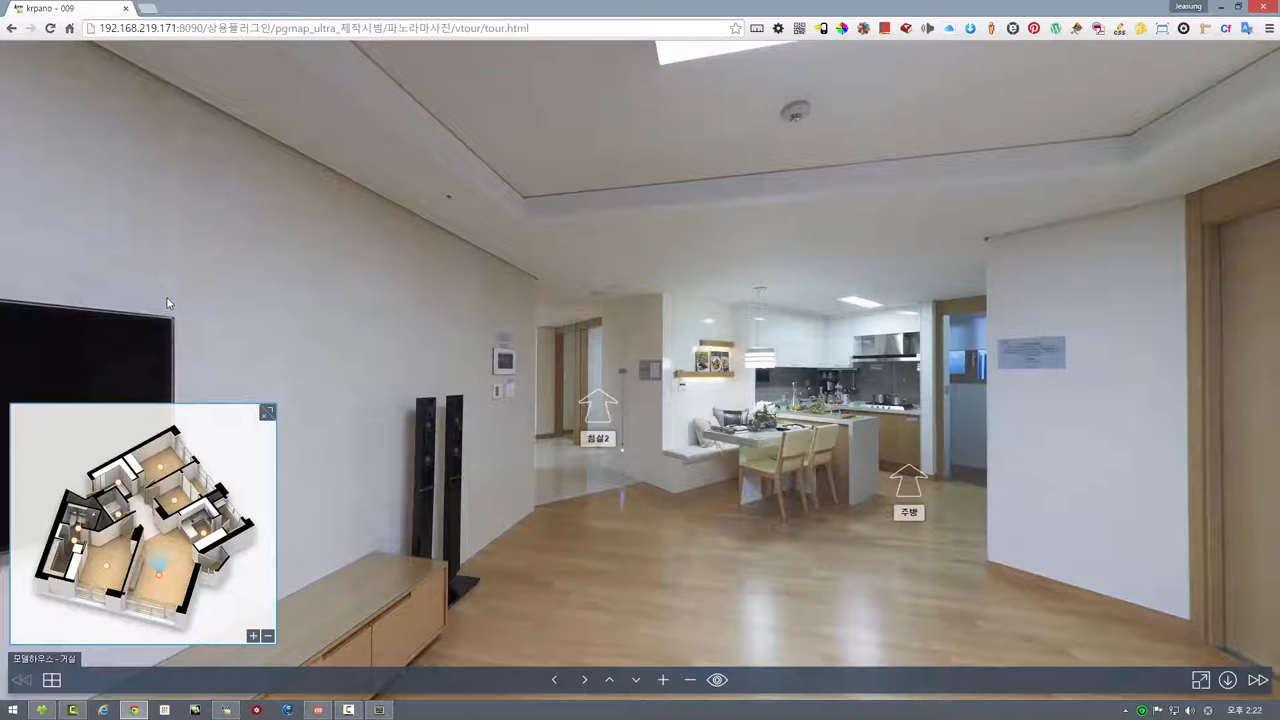 krpano - 009
Jeasung
192.168.219.171:8090/상용플러그인/pgmap_ultra_제작시범/파노라마사진/vtour/tour.html
침실2
주방
모델하우스 - 거실
오후 2:22